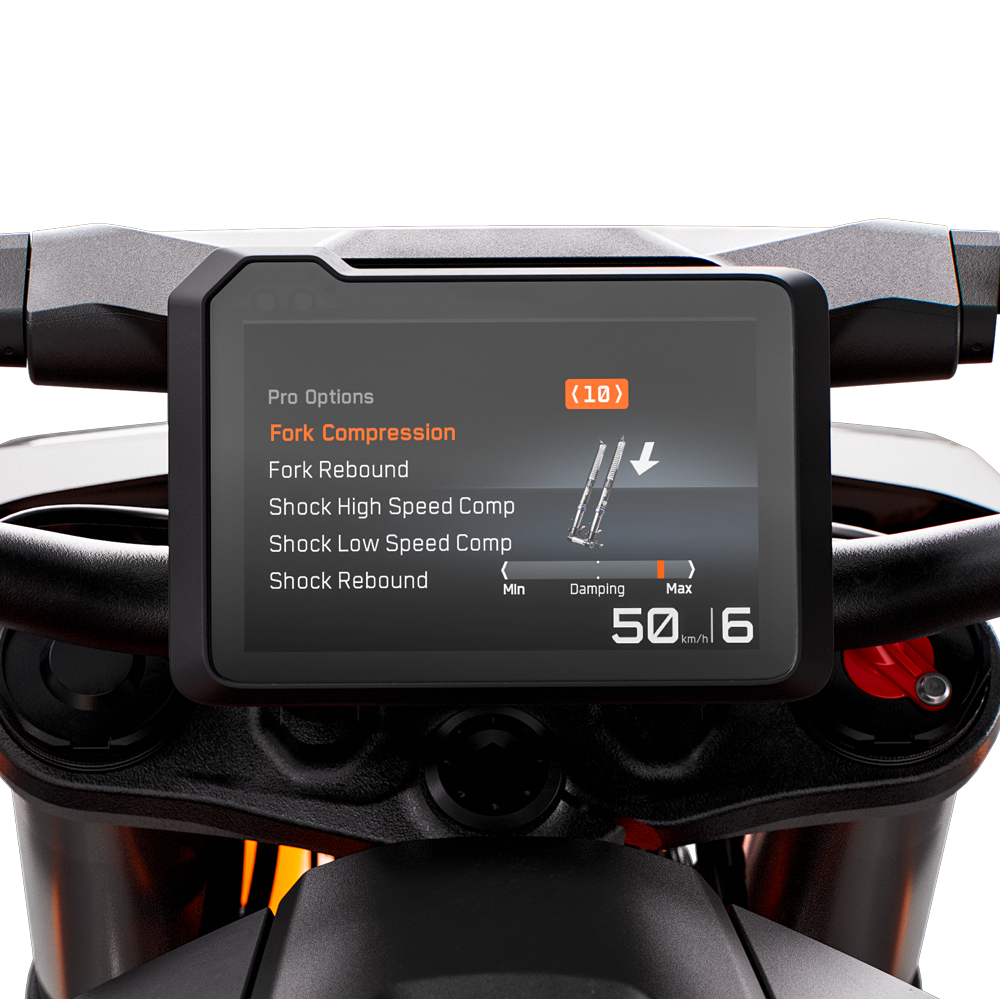 Pro Options
⟨10⟩
Fork Compression
Fork Rebound
Shock High Speed Comp
Shock Low Speed Comp
Shock Rebound
Min Damping Max
50 km/h | 6